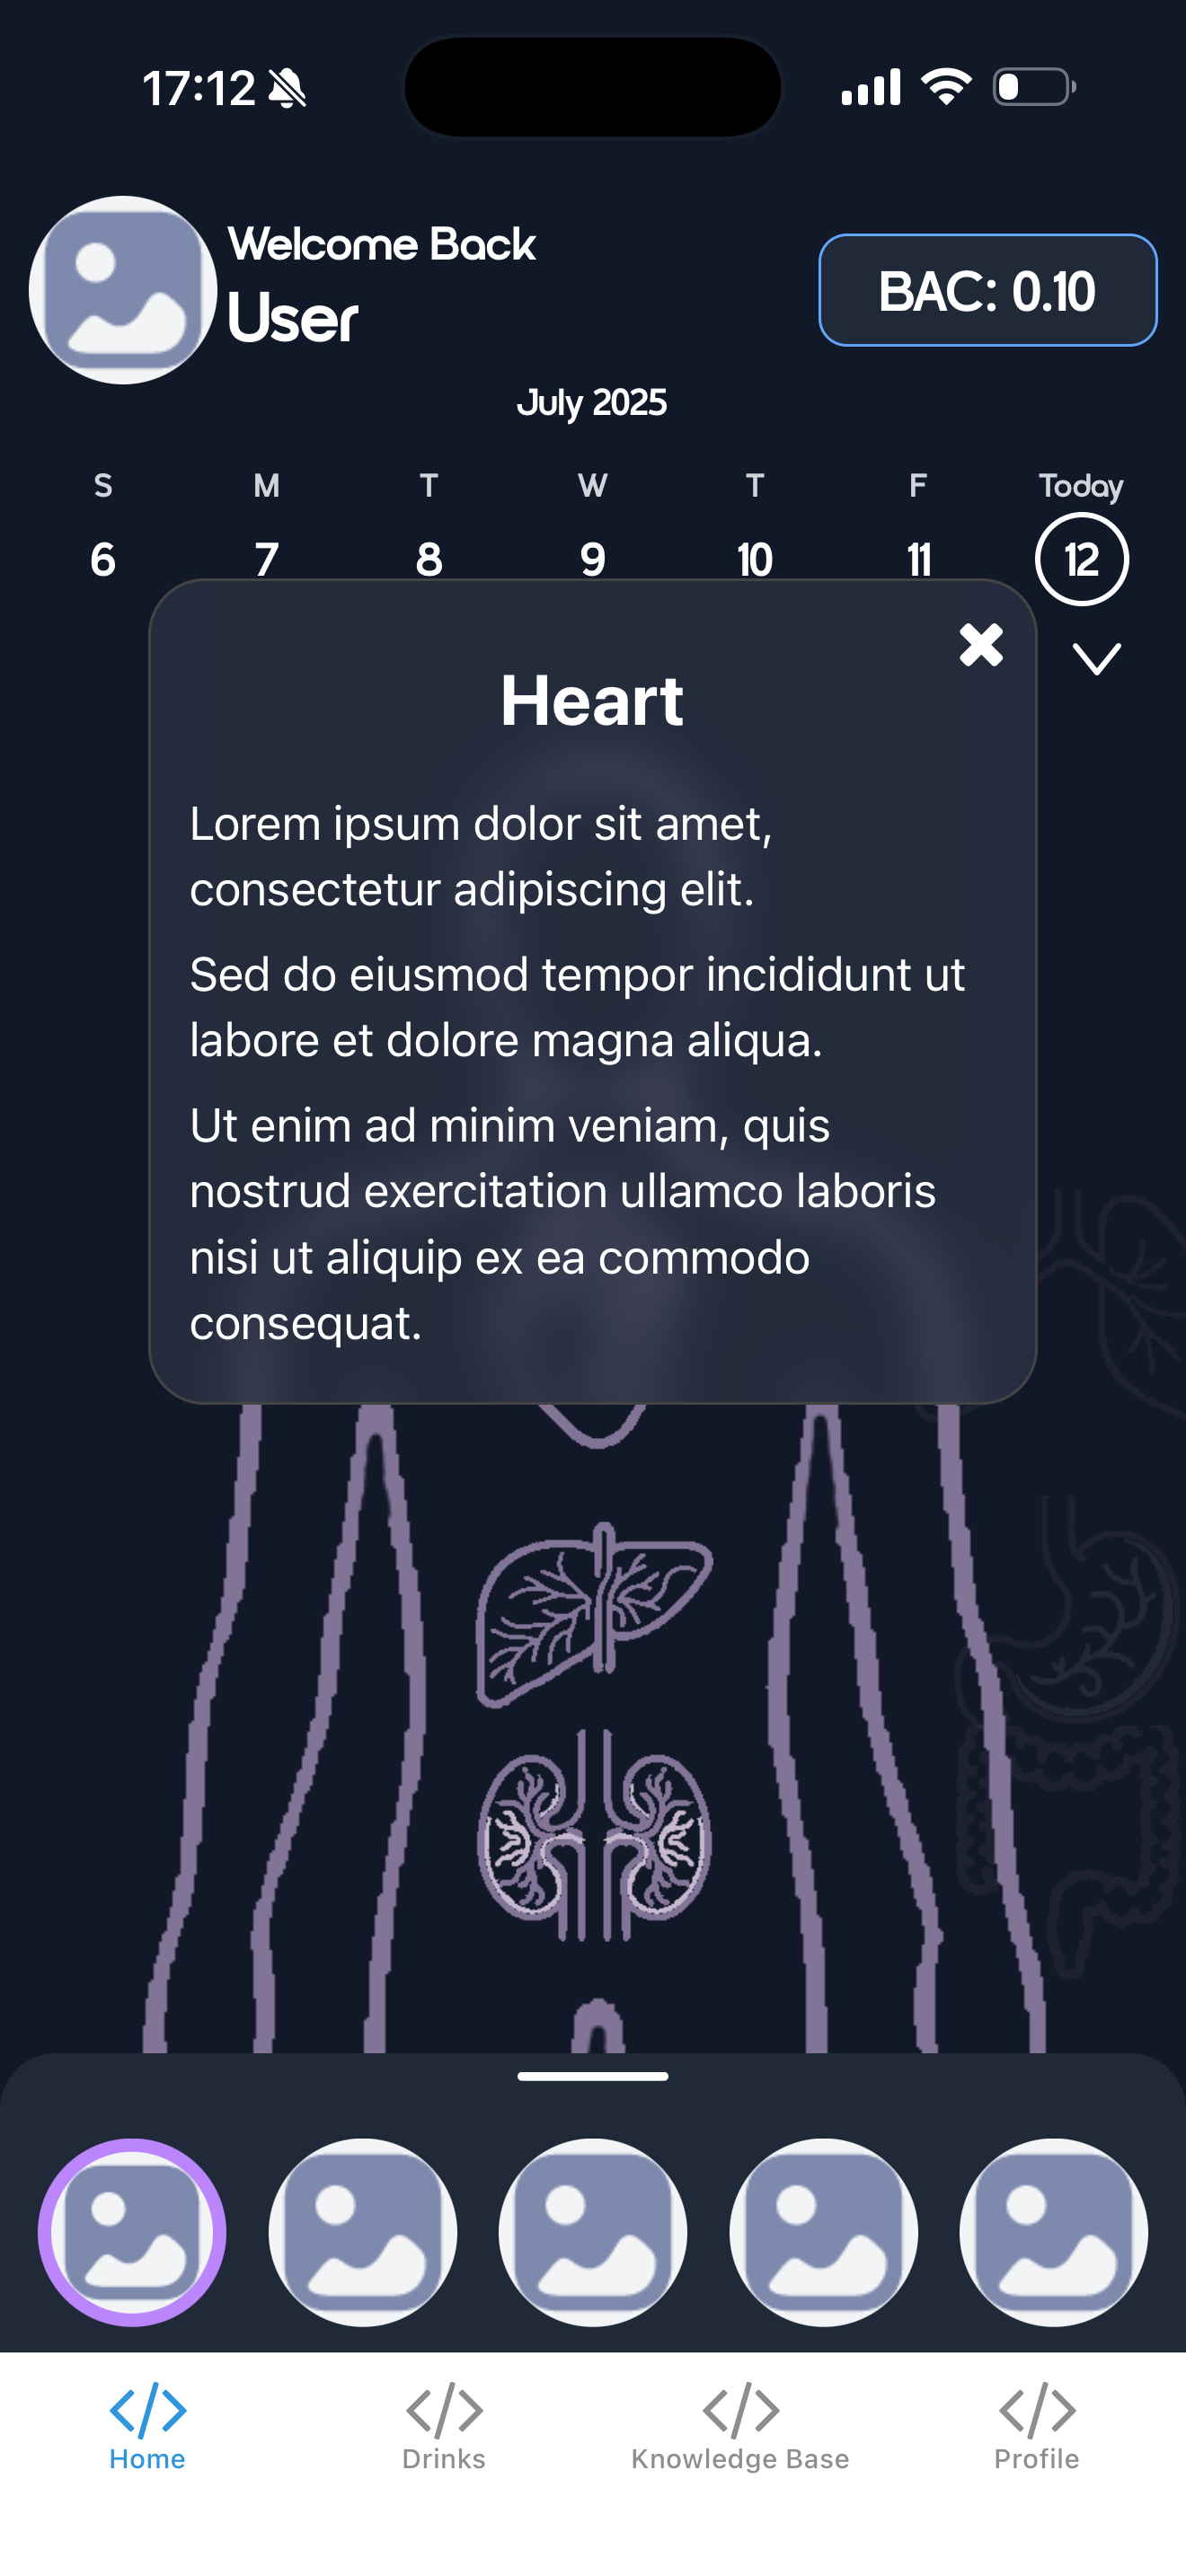 17:12
Welcome Back
User
BAC: 0.10
July 2025
S M T W T F Today
6 7 8 9 10 11 12
Heart
Lorem ipsum dolor sit amet,
consectetur adipiscing elit.
Sed do eiusmod tempor incididunt ut
labore et dolore magna aliqua.
Ut enim ad minim veniam, quis
nostrud exercitation ullamco laboris
nisi ut aliquip ex ea commodo
consequat.
Home Drinks Knowledge Base Profile